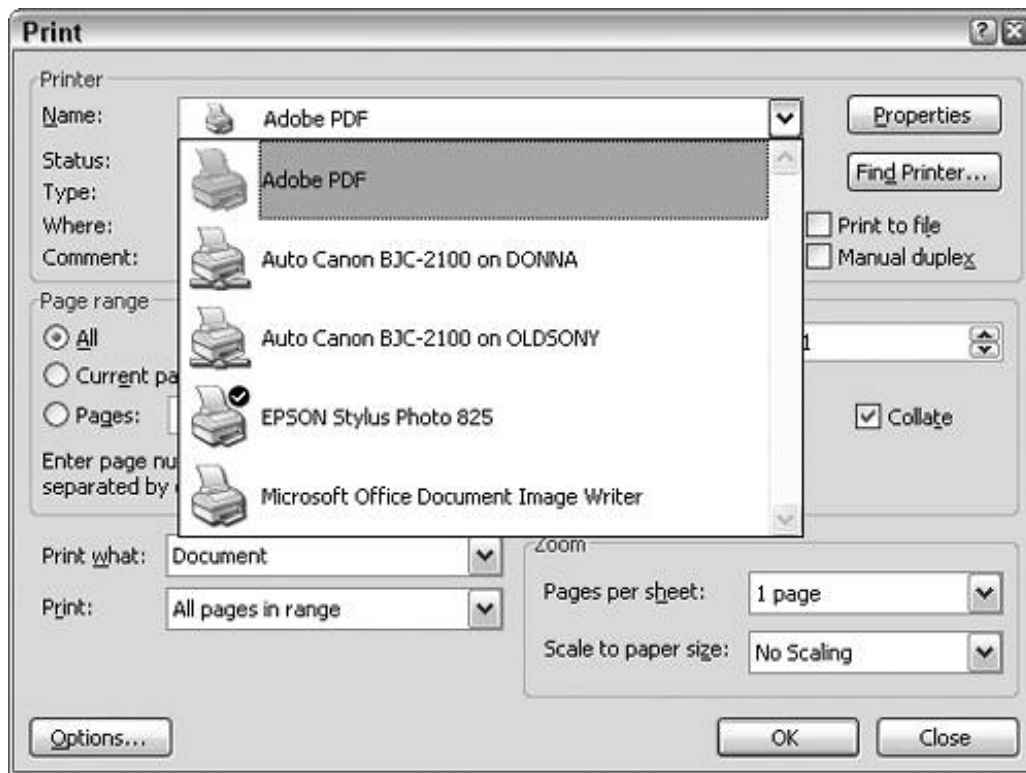 Print
Printer
Name:
Adobe PDF
Properties
Status:
Adobe PDF
Find Printer...
Type:
Where:
Print to file
Comment:
Auto Canon BJC-2100 on DONNA
Manual duplex
Page range
All
Auto Canon BJC-2100 on OLDSONY
1
Current pa
Pages:
EPSON Stylus Photo 825
Collate
Enter page nu
separated by
Microsoft Office Document Image Writer
Print what:
Document
Zoom
Pages per sheet:
1 page
Print:
All pages in range
Scale to paper size:
No Scaling
Options...
OK
Close